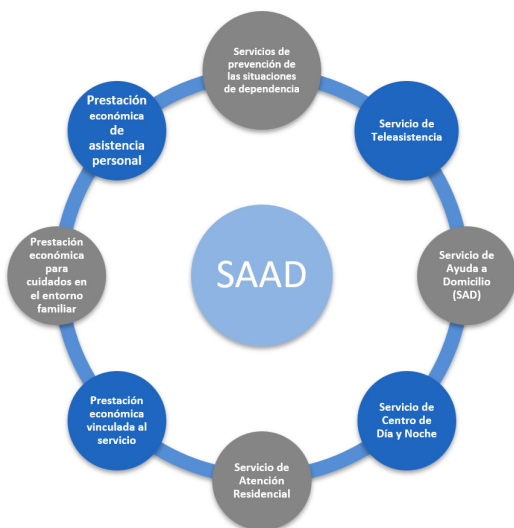 Servicios de
prevención de
las situaciones
de dependencia
Servicio de
Teleasistencia
Servicio de
Ayuda a
Domicilio
(SAD)
Servicio de
Centro de
Día y Noche
Servicio de
Atención
Residencial
Prestación
económica
vinculada al
servicio
Prestación
económica
para
cuidados en
el entorno
familiar
Prestación
económica
de
asistencia
personal
SAAD